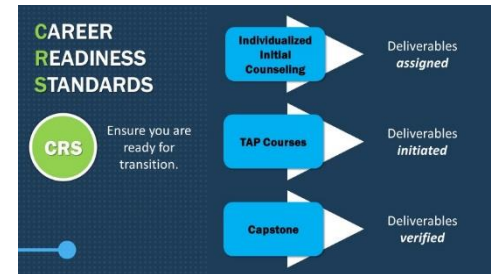 CAREER
READINESS
STANDARDS
CRS
Ensure you are
ready for
transition.
Individualized
Initial
Counseling
Deliverables
assigned
TAP Courses
Deliverables
initiated
Capstone
Deliverables
verified